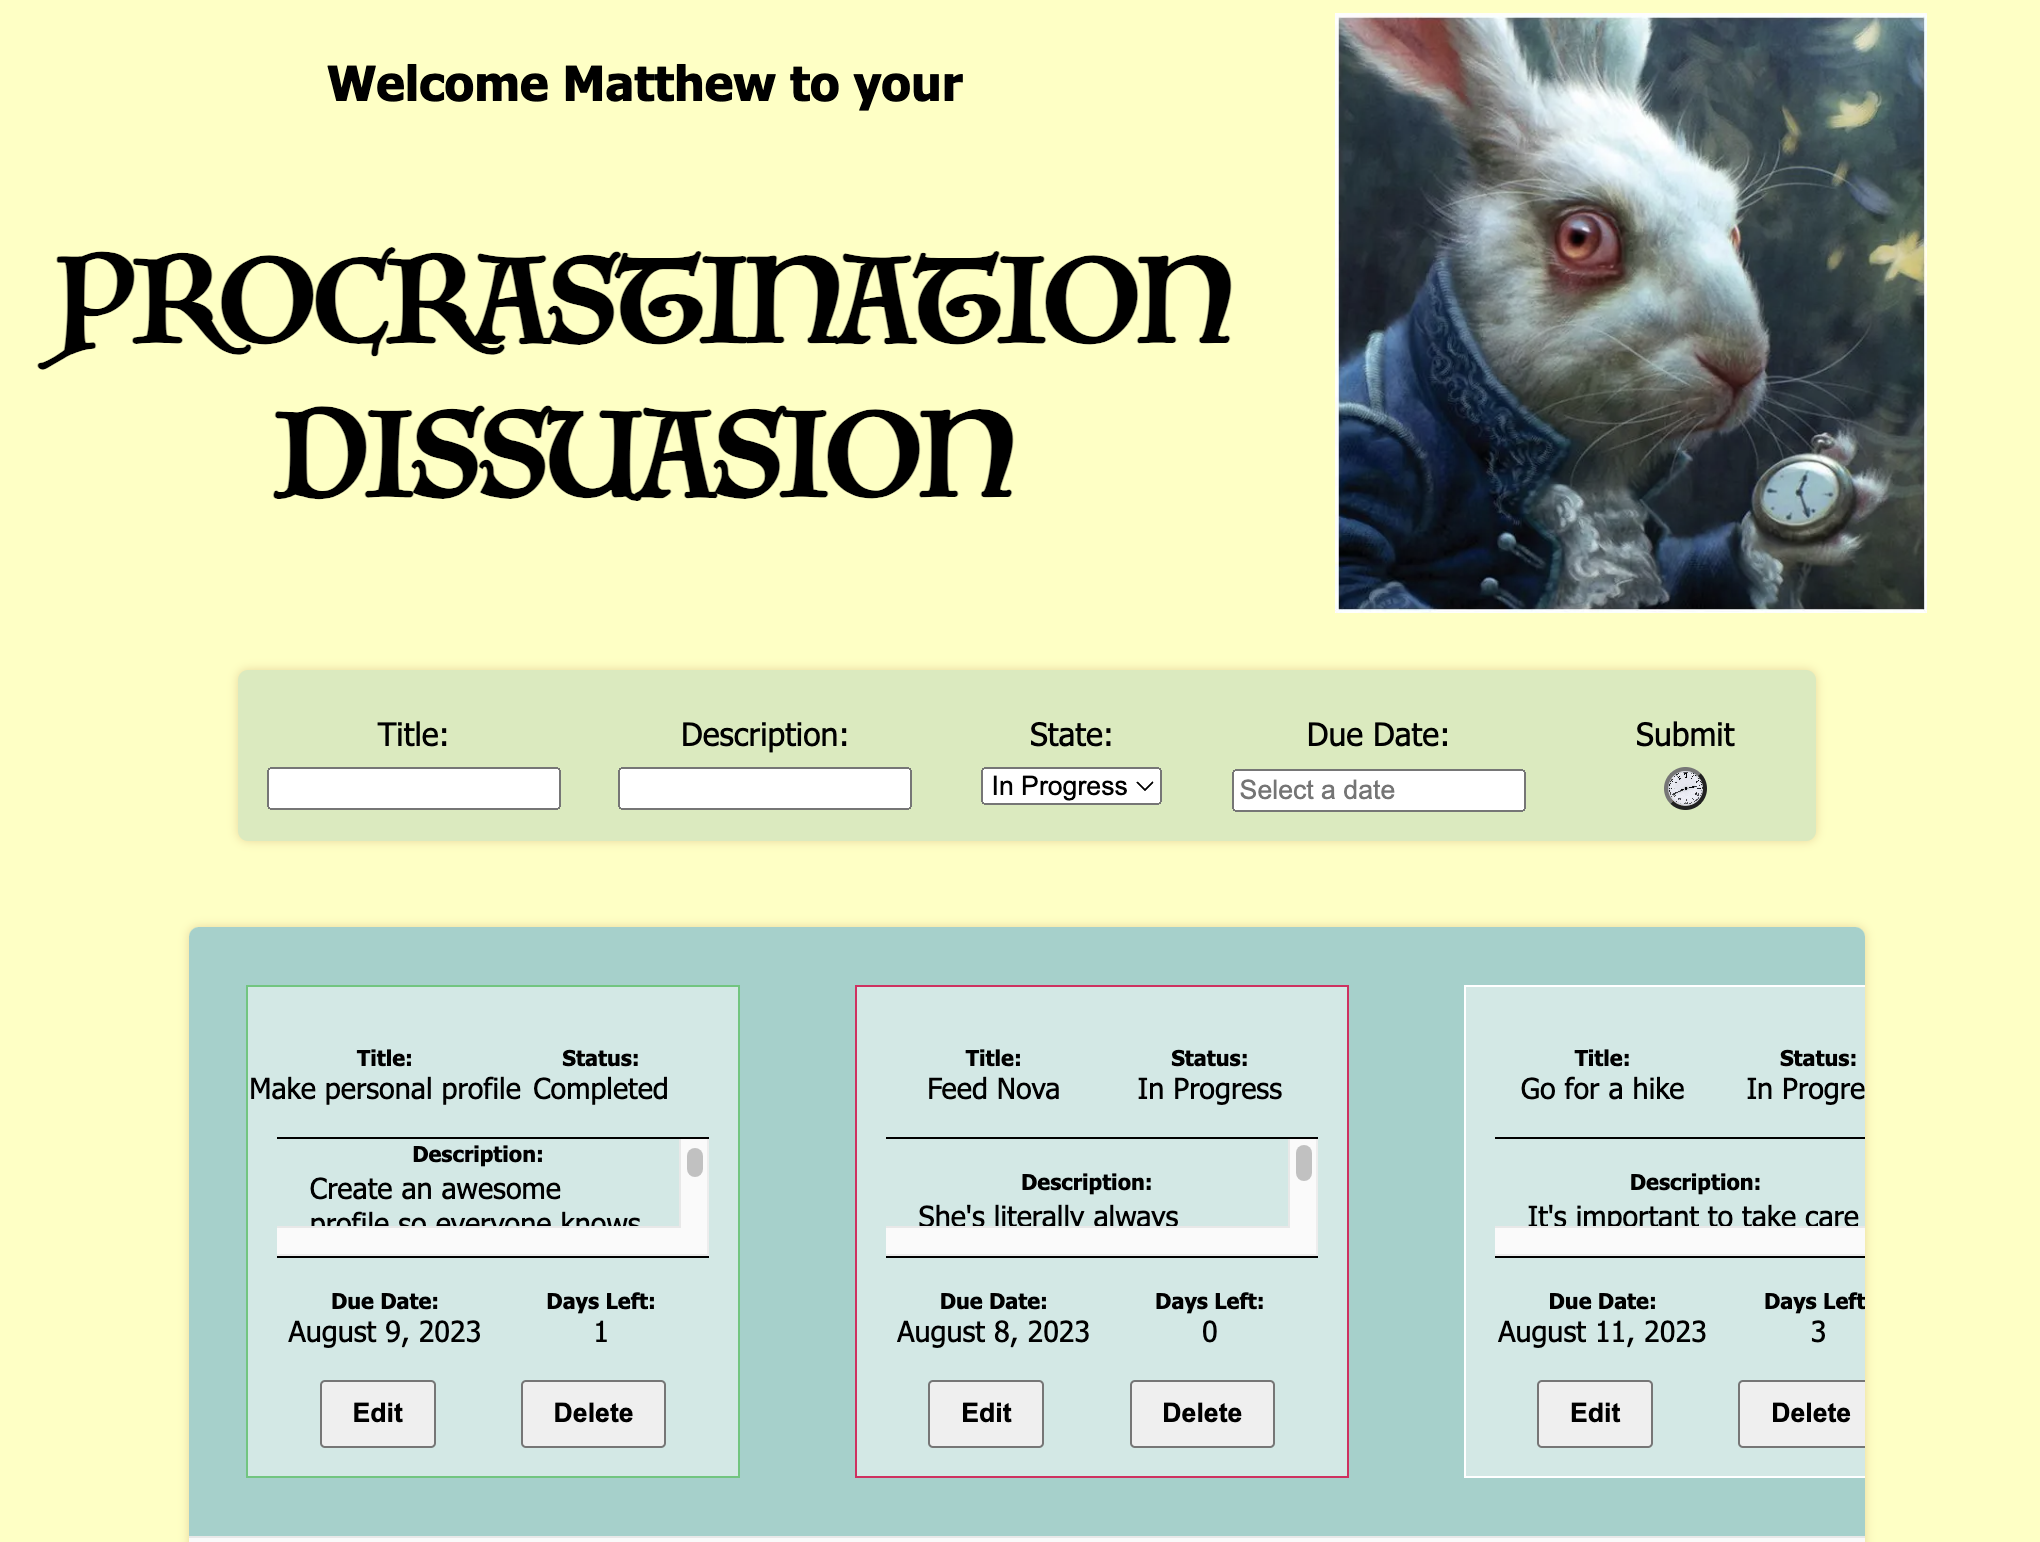 Welcome Matthew to your
PROCRASTINATION
DISSUASION
Title: Description: State: Due Date: Submit
In Progress Select a date
Title: Status:
Make personal profile Completed
Description:
Create an awesome
profile so everyone knows
Due Date: Days Left:
August 9, 2023 1
Edit Delete
Title: Status:
Feed Nova In Progress
Description:
She's literally always
Due Date: Days Left:
August 8, 2023 0
Edit Delete
Title: Status:
Go for a hike In Progre
Description:
It's important to take care
Due Date: Days Left
August 11, 2023 3
Edit Delete